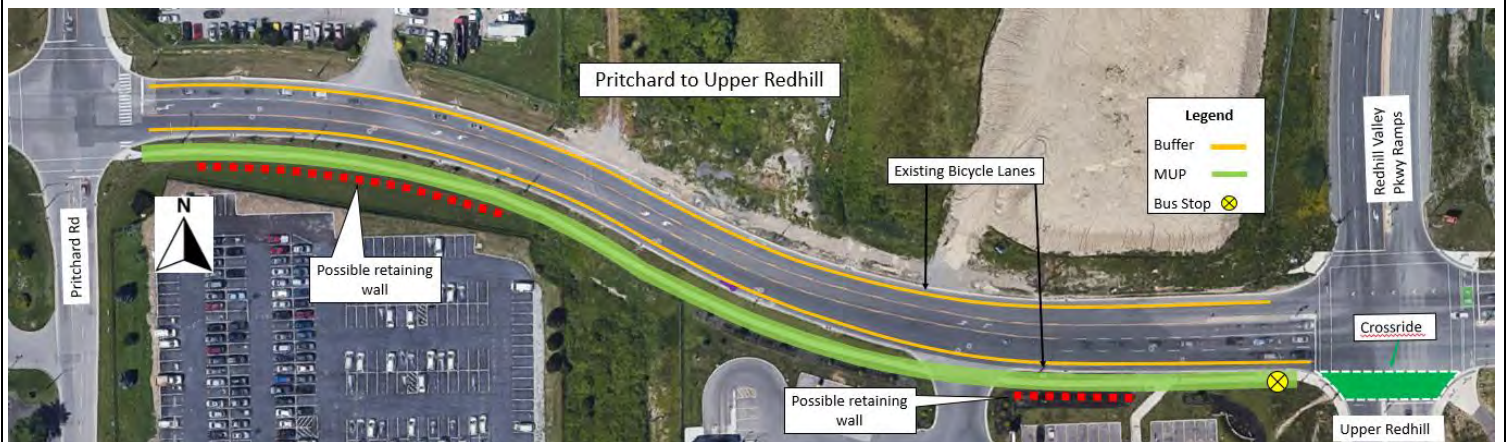 Pritchard to Upper Redhill
Legend
Buffer
MUP
Bus Stop
Redhill Valley
Pkwy Ramps
Existing Bicycle Lanes
N
Pritchard Rd
Possible retaining
wall
Crossride
Possible retaining
wall
Upper Redhill